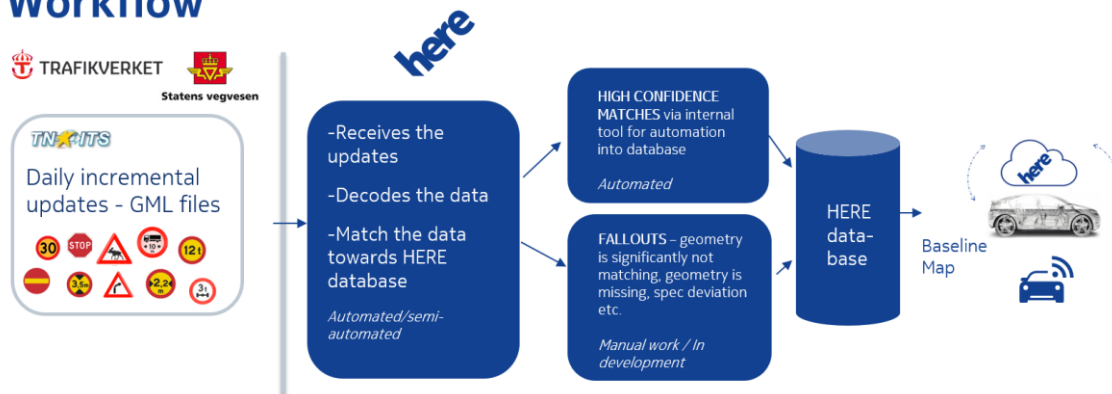 Workflow
TRAFIKVERKET
Statens vegvesen
TN-ITS
Daily incremental
updates - GML files
30
STOP
10
12t
3,5m
2,2
m
3t
here
-Receives the
updates
-Decodes the data
-Match the data
towards HERE
database
Automated/semi-
automated
HIGH CONFIDENCE
MATCHES via internal
tool for automation
into database
Automated
FALLOUTS – geometry
is significantly not
matching, geometry is
missing, spec deviation
etc.
Manual work / In
development
HERE
data-
base
Baseline
Map
here